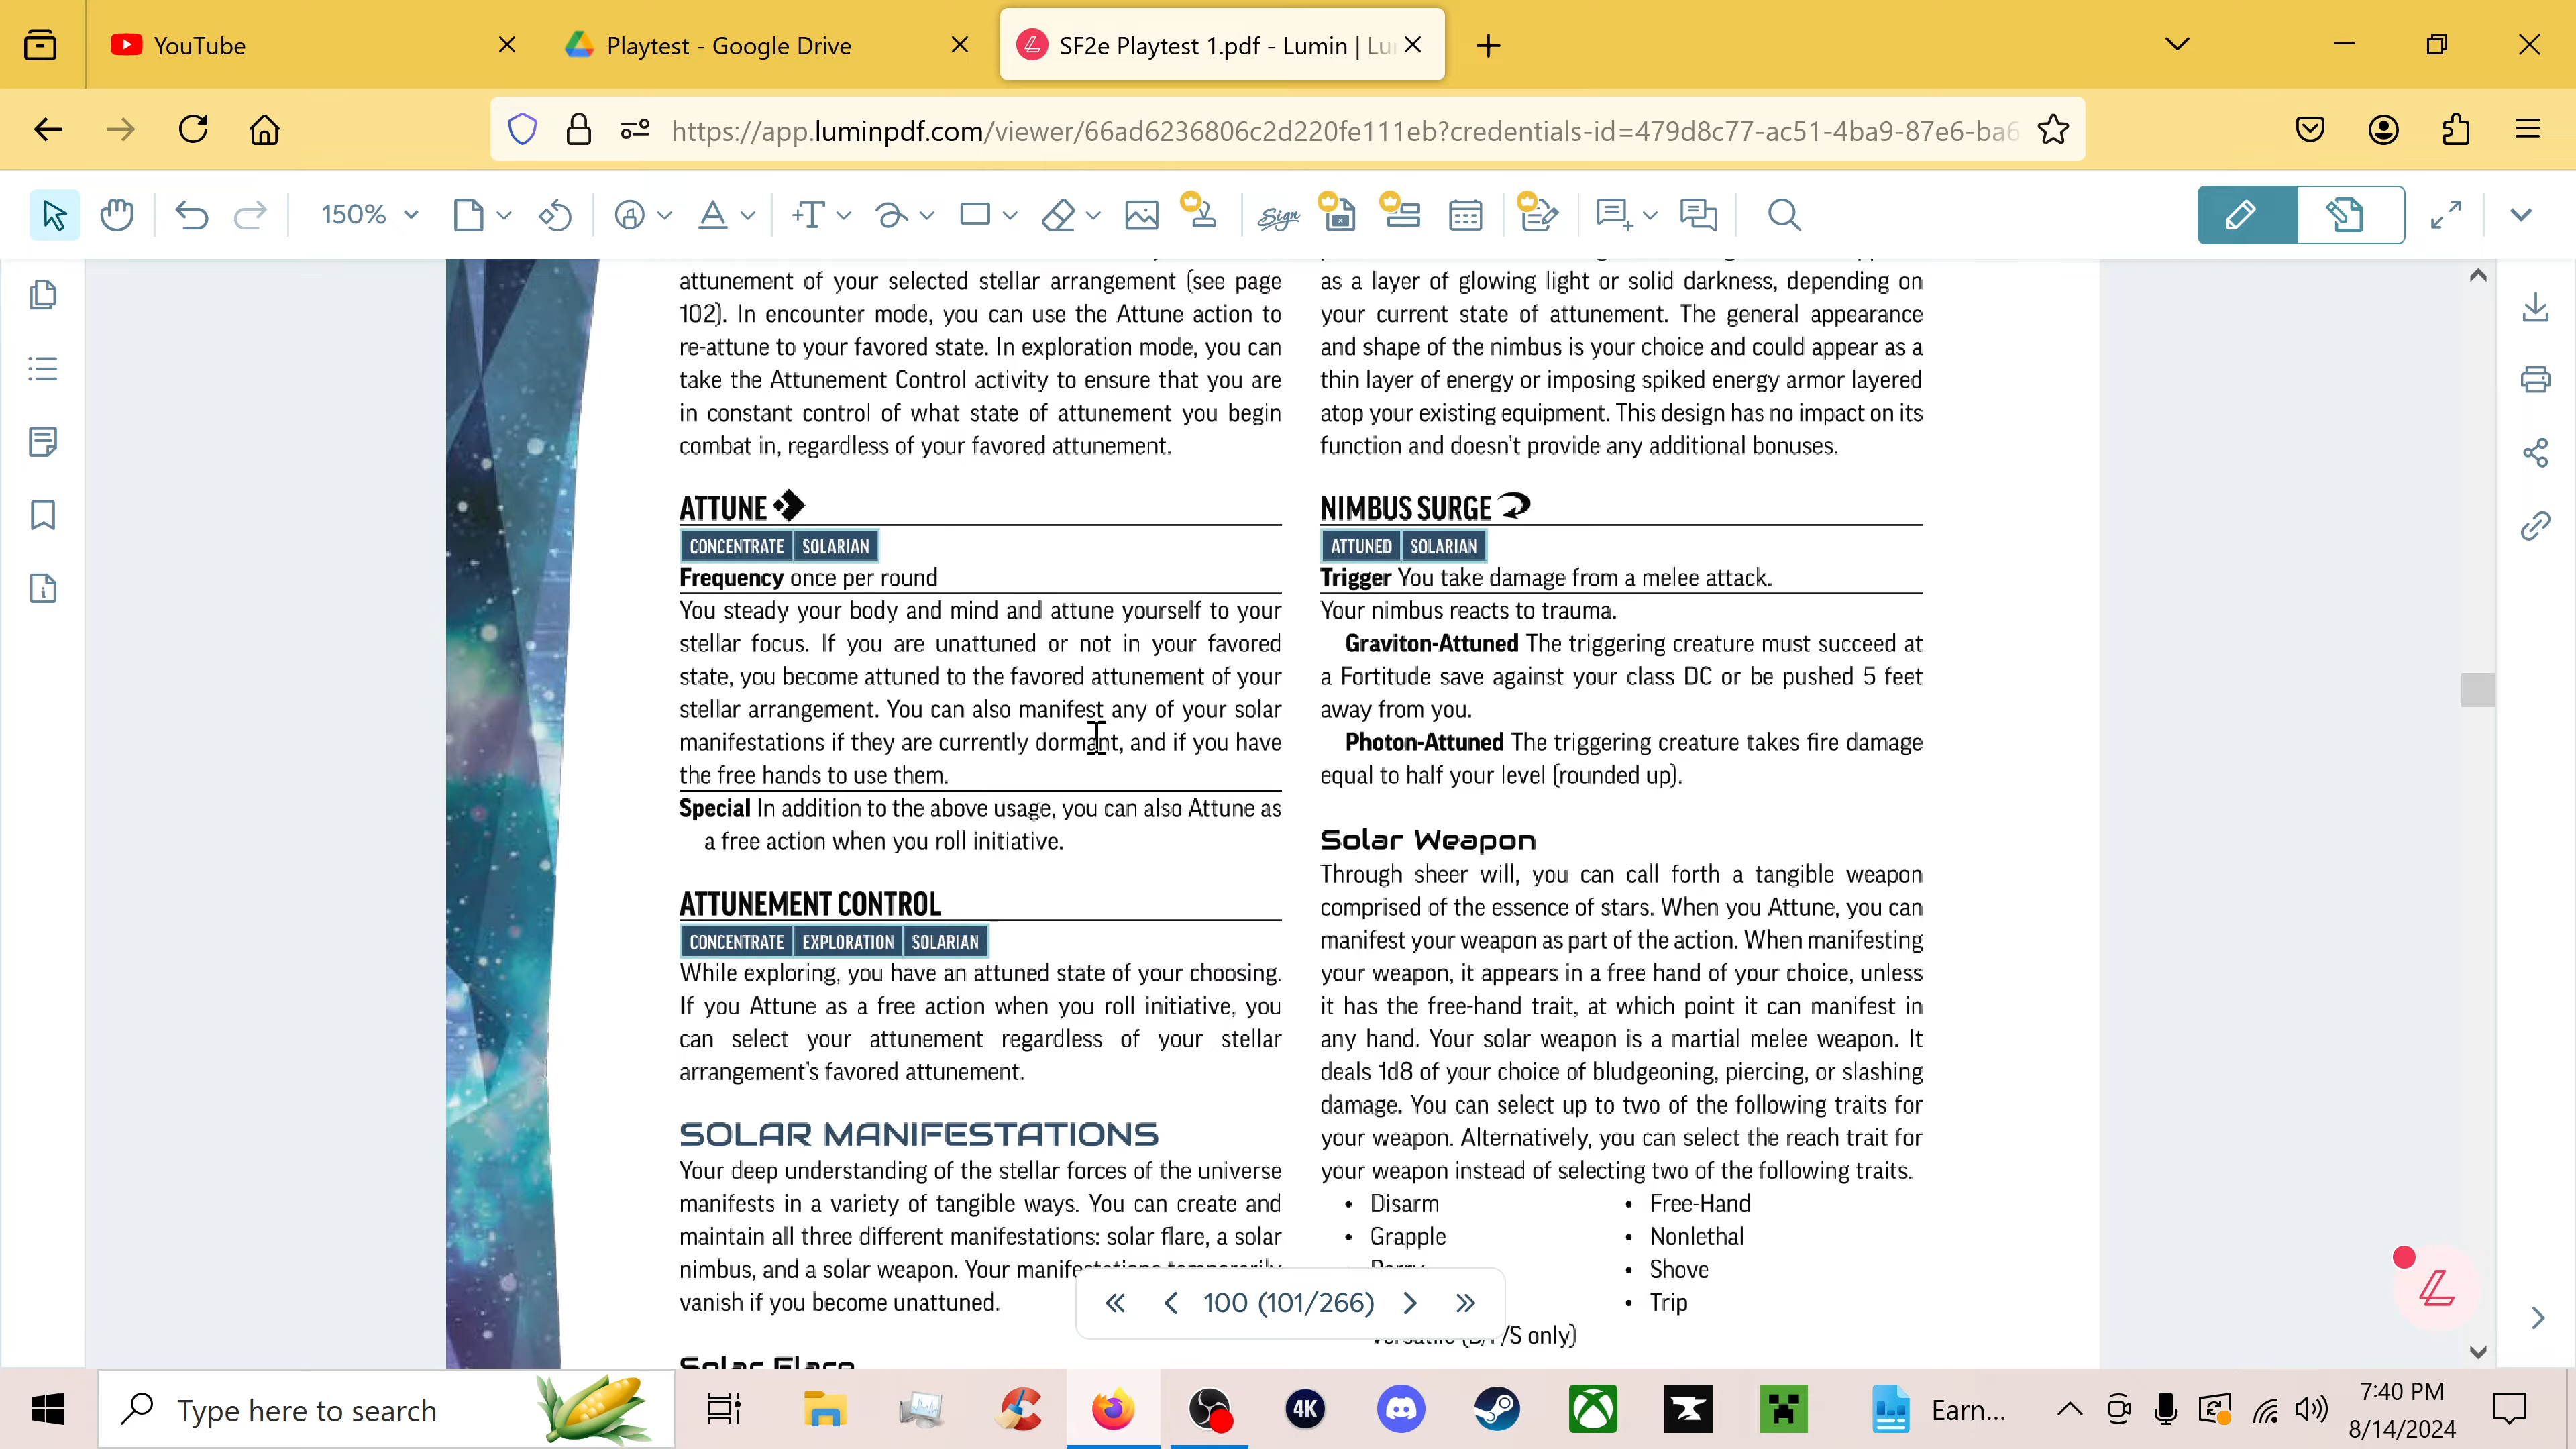 YouTube
Playtest - Google Drive
SF2e Playtest 1.pdf - Lumin | Lu
https://app.luminpdf.com/viewer/66ad6236806c2d220fe111eb?credentials-id=479d8c77-ac51-4ba9-87e6-ba6
150%
Sign
attunement of your selected stellar arrangement (see page
102). In encounter mode, you can use the Attune action to
re-attune to your favored state. In exploration mode, you can
take the Attunement Control activity to ensure that you are
in constant control of what state of attunement you begin
combat in, regardless of your favored attunement.
ATTUNE
CONCENTRATE SOLARIAN
Frequency once per round
You steady your body and mind and attune yourself to your
stellar focus. If you are unattuned or not in your favored
state, you become attuned to the favored attunement of your
stellar arrangement. You can also manifest any of your solar
manifestations if they are currently dormant, and if you have
the free hands to use them.
Special In addition to the above usage, you can also Attune as
a free action when you roll initiative.
ATTUNEMENT CONTROL
CONCENTRATE EXPLORATION SOLARIAN
While exploring, you have an attuned state of your choosing.
If you Attune as a free action when you roll initiative, you
can select your attunement regardless of your stellar
arrangement's favored attunement.
SOLAR MANIFESTATIONS
Your deep understanding of the stellar forces of the universe
manifests in a variety of tangible ways. You can create and
maintain all three different manifestations: solar flare, a solar
nimbus, and a solar weapon. Your manifestations temporarily
vanish if you become unattuned.
Solar Flare
as a layer of glowing light or solid darkness, depending on
your current state of attunement. The general appearance
and shape of the nimbus is your choice and could appear as a
thin layer of energy or imposing spiked energy armor layered
atop your existing equipment. This design has no impact on its
function and doesn't provide any additional bonuses.
NIMBUS SURGE
ATTUNED SOLARIAN
Trigger You take damage from a melee attack.
Your nimbus reacts to trauma.
Graviton-Attuned The triggering creature must succeed at
a Fortitude save against your class DC or be pushed 5 feet
away from you.
Photon-Attuned The triggering creature takes fire damage
equal to half your level (rounded up).
Solar Weapon
Through sheer will, you can call forth a tangible weapon
comprised of the essence of stars. When you Attune, you can
manifest your weapon as part of the action. When manifesting
your weapon, it appears in a free hand of your choice, unless
it has the free-hand trait, at which point it can manifest in
any hand. Your solar weapon is a martial melee weapon. It
deals 1d8 of your choice of bludgeoning, piercing, or slashing
damage. You can select up to two of the following traits for
your weapon. Alternatively, you can select the reach trait for
your weapon instead of selecting two of the following traits.
• Disarm
• Grapple
Parry
Versatile (B/P/S only)
• Free-Hand
• Nonlethal
• Shove
• Trip
100 (101/266)
Type here to search
4K
Earn...
7:40 PM
8/14/2024